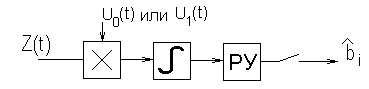 U₀(t) или U₁(t)
Z(t)
×
∫
РУ
b̂ᵢ